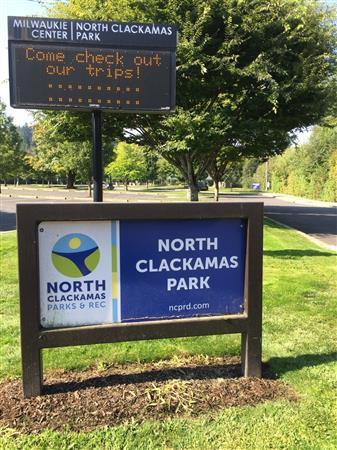 MILWAUKIE | NORTH CLACKAMAS
CENTER | PARK
Come check out
our trips!
NORTH
CLACKAMAS
PARKS & REC
NORTH
CLACKAMAS
PARK
ncprd.com